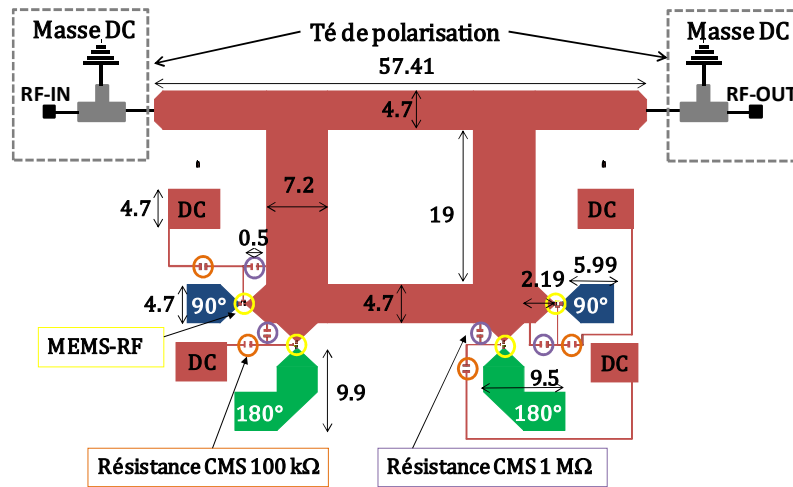 Masse DC
Té de polarisation
Masse DC
57.41
RF-IN
RF-OUT
4.7
7.2
19
4.7
DC
DC
0.5
2.19
5.99
4.7
90°
4.7
90°
MEMS-RF
DC
DC
9.9
9.5
180°
180°
Résistance CMS 100 kΩ
Résistance CMS 1 MΩ